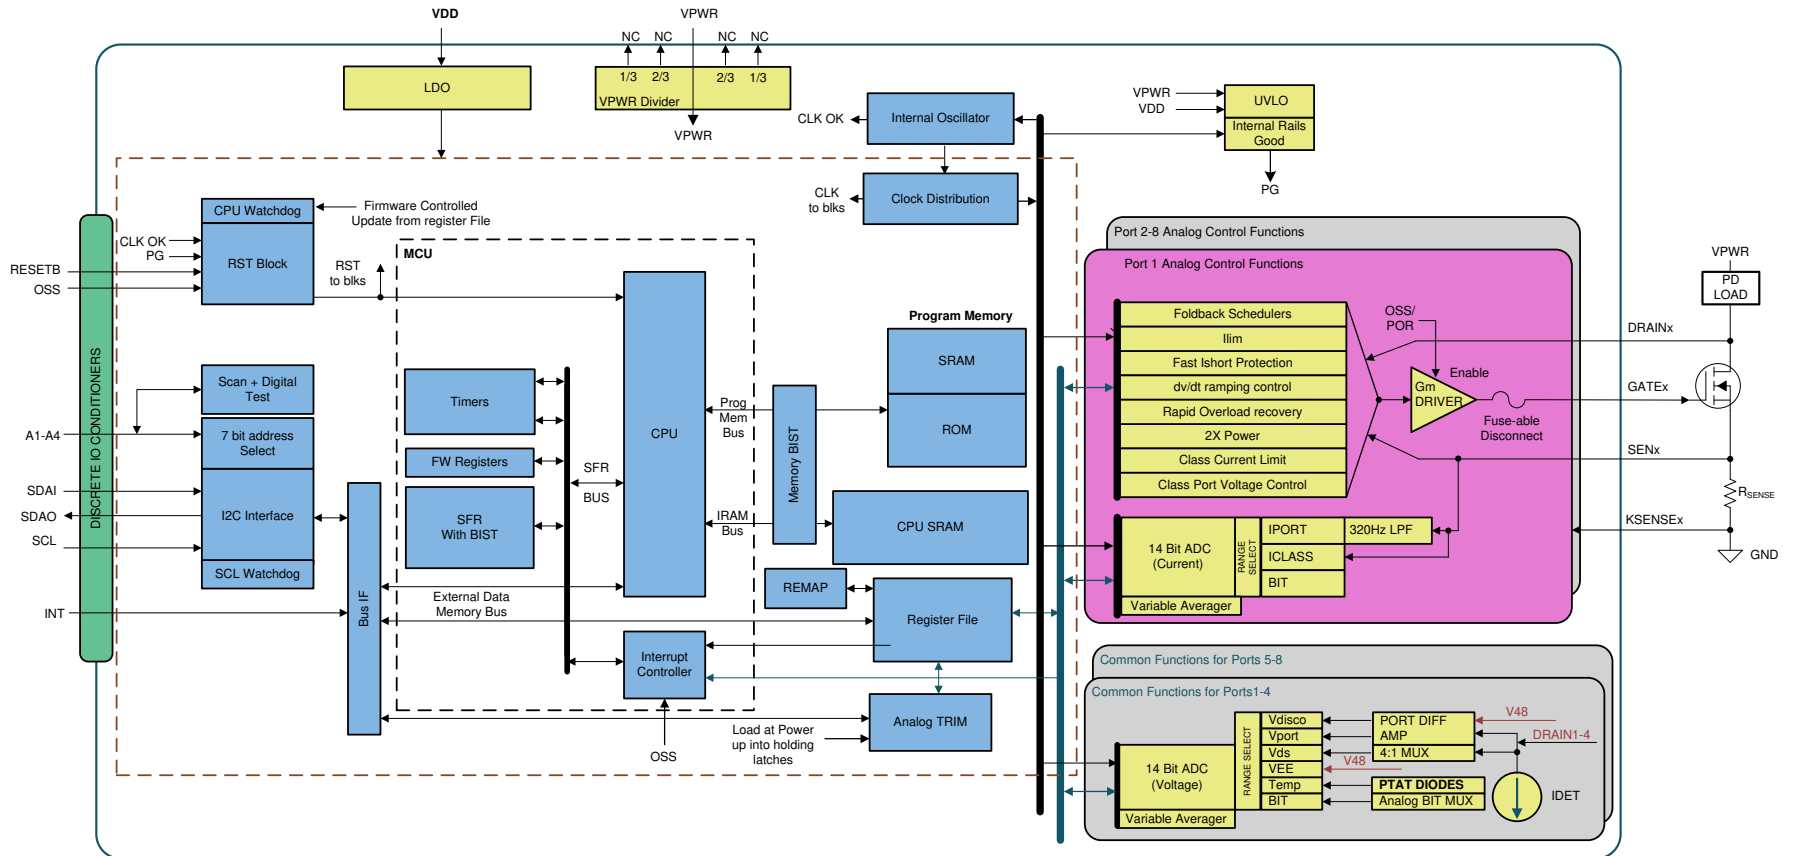 VDD
VPWR
NC
NC
NC
NC
1/3
2/3
2/3
1/3
LDO
VPWR Divider
VPWR
CLK OK
Internal Oscillator
VPWR
VDD
UVLO
Internal Rails
Good
PG
CLK
to blks
Clock Distribution
CPU Watchdog
Firmware Controlled
Update from register File
CLK OK
PG
RESETB
OSS
RST Block
RST
to blks
MCU
DISCRETE IO CONDITIONERS
Scan + Digital
Test
A1-A4
7 bit address
Select
SDAI
SDAO
SCL
I2C Interface
SCL Watchdog
INT
Bus IF
Timers
FW Registers
SFR
With BIST
SFR
BUS
CPU
External Data
Memory Bus
Interrupt
Controller
OSS
Prog
Mem
Bus
IRAM
Bus
Memory BIST
Program Memory
SRAM
ROM
CPU SRAM
REMAP
Register File
Analog TRIM
Load at Power
up into holding
latches
Port 2-8 Analog Control Functions
Port 1 Analog Control Functions
Foldback Schedulers
Ilim
Fast Ishort Protection
dv/dt ramping control
Rapid Overload recovery
2X Power
Class Current Limit
Class Port Voltage Control
OSS/
POR
Enable
Gm
DRIVER
Fuse-able
Disconnect
14 Bit ADC
(Current)
RANGE
SELECT
IPORT
320Hz LPF
ICLASS
BIT
Variable Averager
VPWR
PD
LOAD
DRAINx
GATEx
SENx
RSENSE
KSENSEx
GND
Common Functions for Ports 5-8
Common Functions for Ports1-4
14 Bit ADC
(Voltage)
RANGE SELECT
Vdisco
Vport
Vds
VEE
Temp
BIT
Variable Averager
PORT DIFF
AMP
4:1 MUX
V48
DRAIN1-4
V48
PTAT DIODES
Analog BIT MUX
IDET